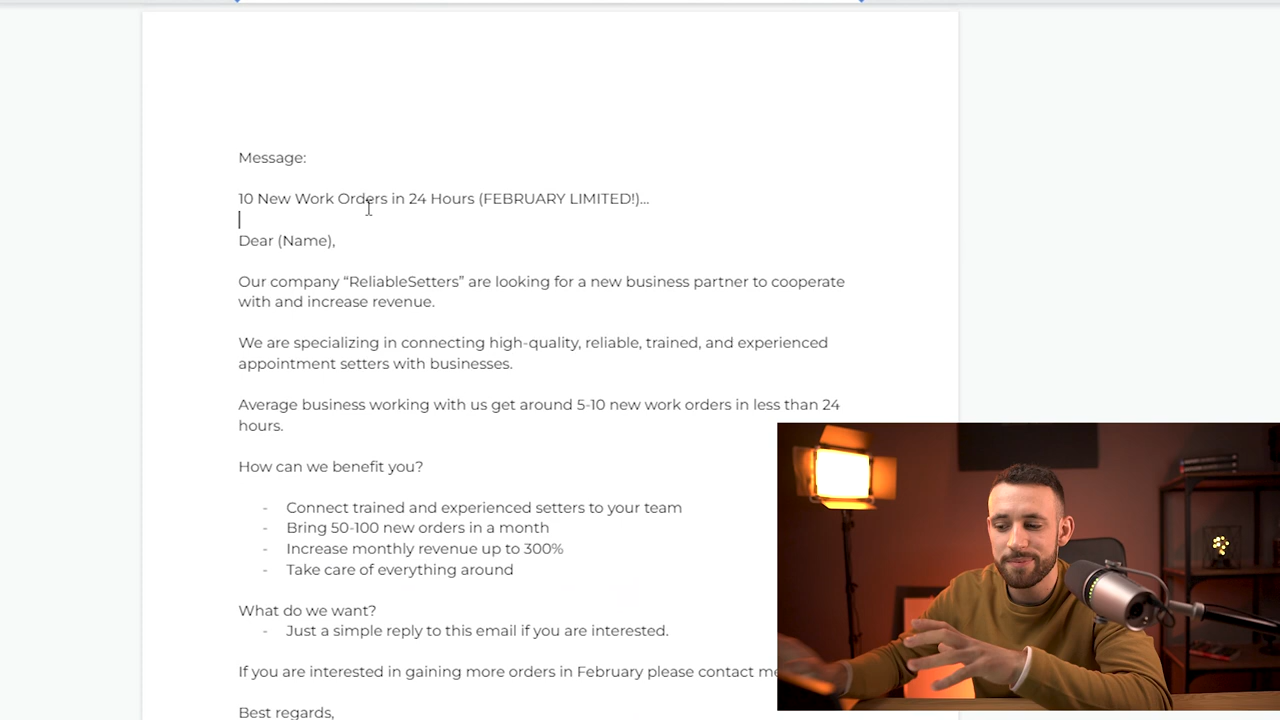 Message:
10 New Work Orders in 24 Hours (FEBRUARY LIMITED!)...
Dear (Name),
Our company “ReliableSetters” are looking for a new business partner to cooperate
with and increase revenue.
We are specializing in connecting high-quality, reliable, trained, and experienced
appointment setters with businesses.
Average business working with us get around 5-10 new work orders in less than 24
hours.
How can we benefit you?
- Connect trained and experienced setters to your team
- Bring 50-100 new orders in a month
- Increase monthly revenue up to 300%
- Take care of everything around
What do we want?
- Just a simple reply to this email if you are interested.
If you are interested in gaining more orders in February please contact me
Best regards,